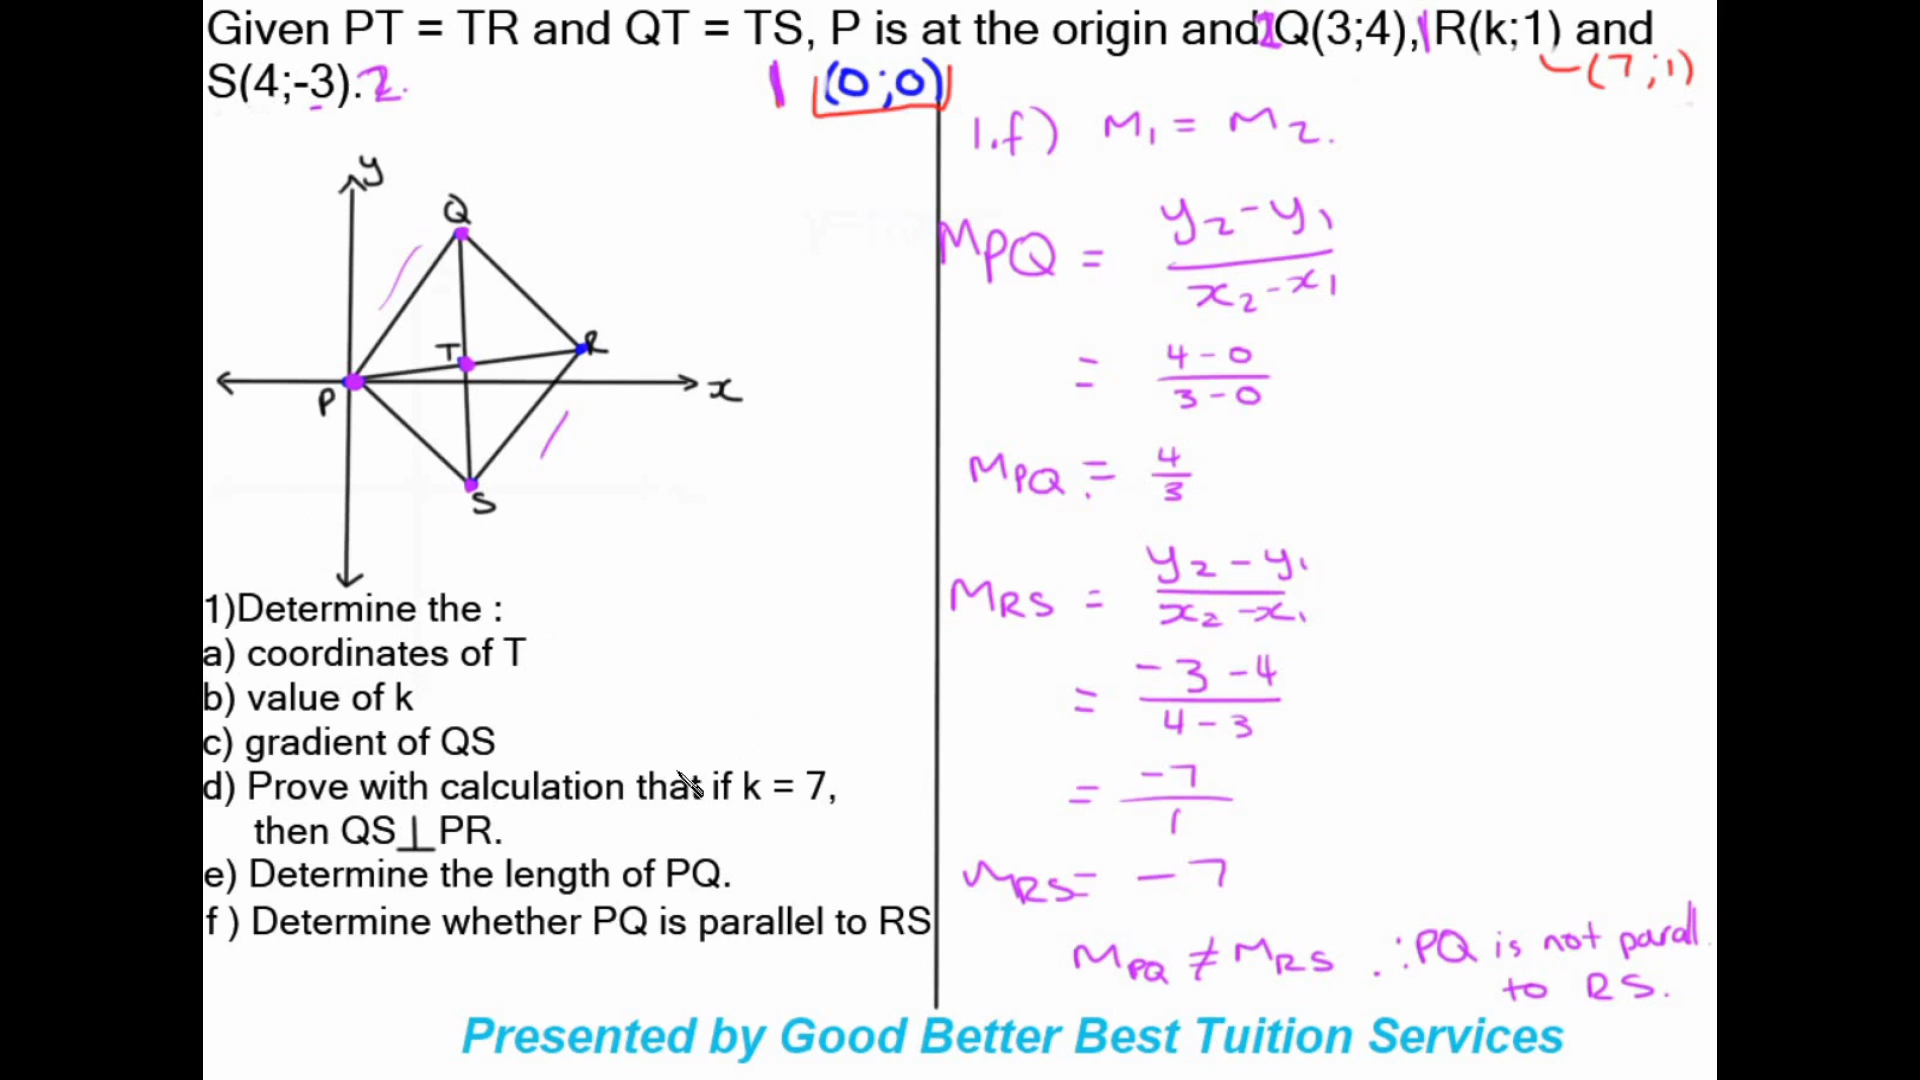 Given PT = TR and QT = TS, P is at the origin and 2 Q(3;4), 1 R(k;1) and
S(4;-3). 2. 1 (0;0) (7;1)
1.f) M1 = M2.
y
Q
T
R
P
x
S
MPQ = y2-y1 / x2-x1
= 4-0 / 3-0
MPQ = 4/3
MRS = y2-y1 / x2-x1
= -3-4 / 4-3
= -7 / 1
MRS = -7
MPQ ≠ MRS ∴ PQ is not parall
to RS.
1)Determine the :
a) coordinates of T
b) value of k
c) gradient of QS
d) Prove with calculation that if k = 7,
then QS⊥PR.
e) Determine the length of PQ.
f ) Determine whether PQ is parallel to RS
Presented by Good Better Best Tuition Services